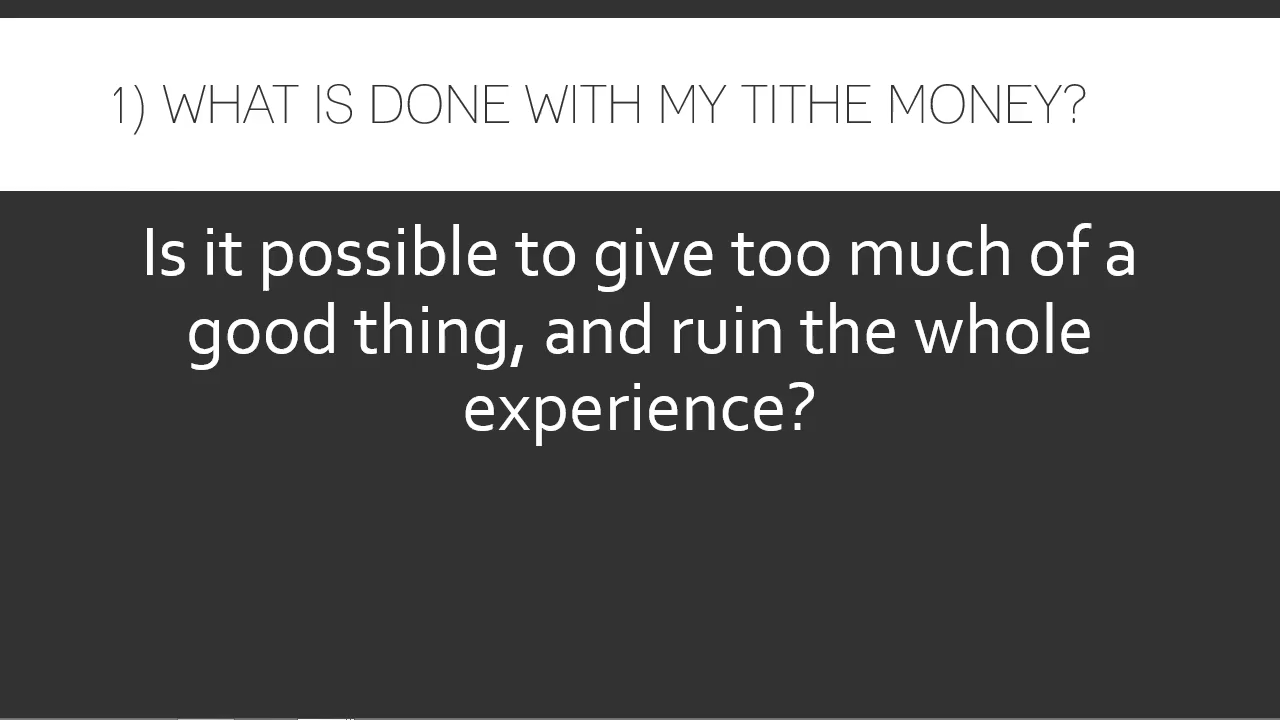 1) WHAT IS DONE WITH MY TITHE MONEY?
Is it possible to give too much of a
good thing, and ruin the whole
experience?